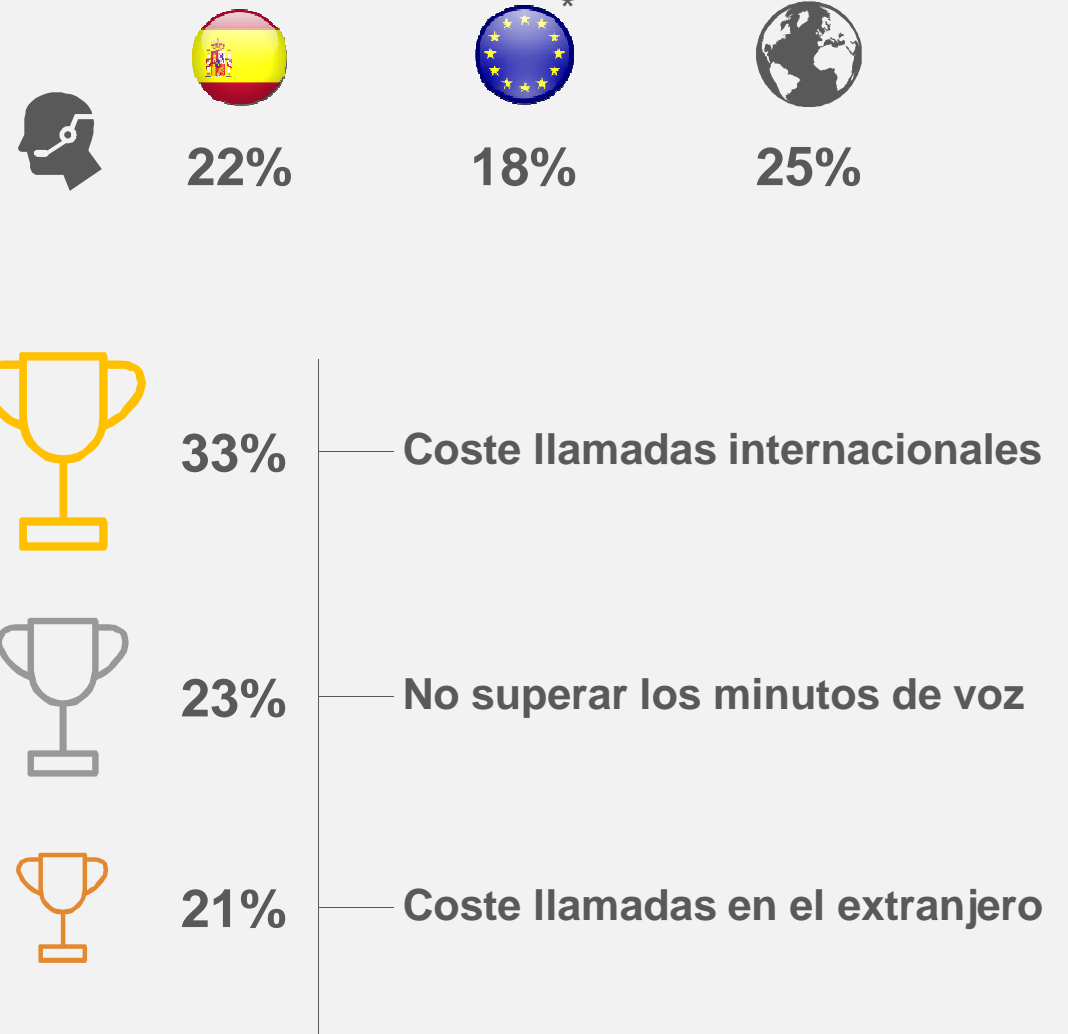 *
22% 18% 25%
33% Coste llamadas internacionales
23% No superar los minutos de voz
21% Coste llamadas en el extranjero